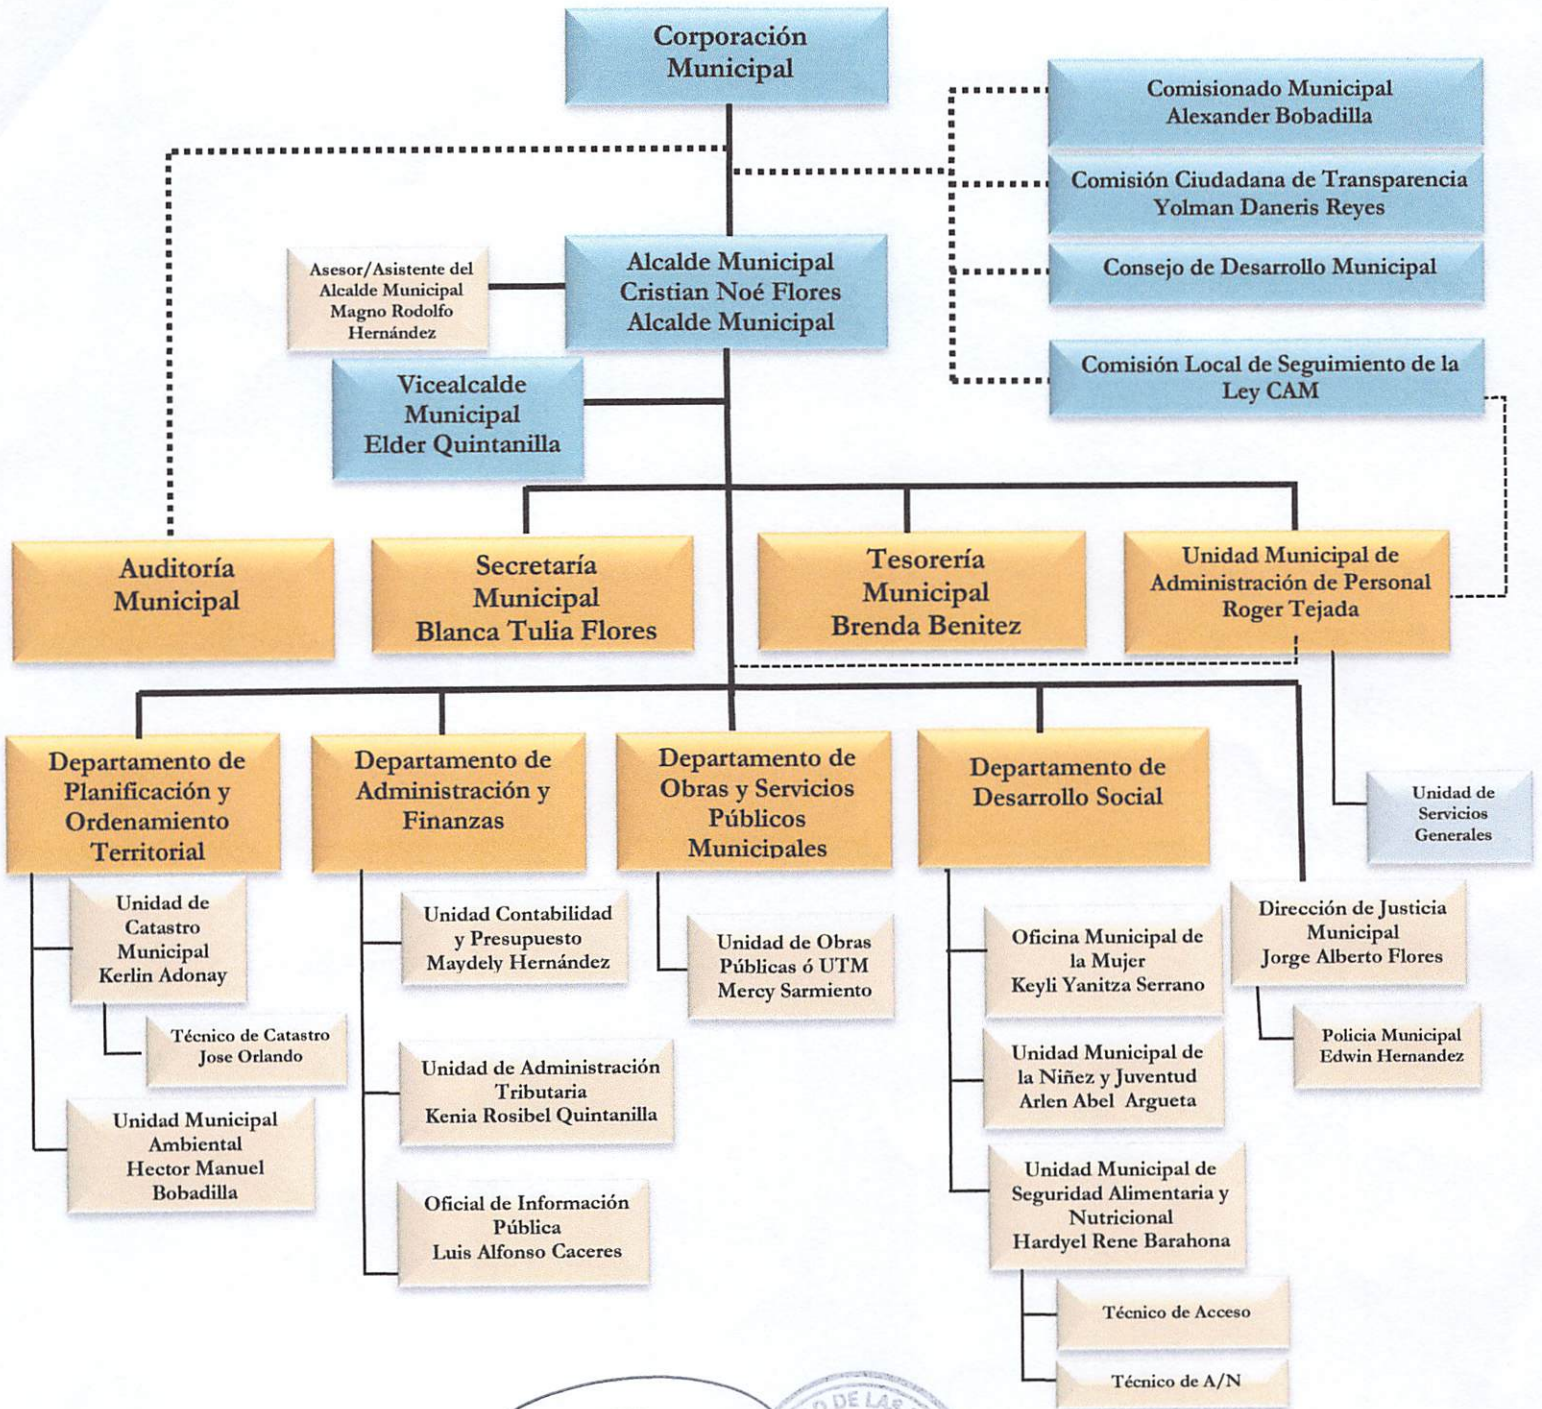 Corporación
Municipal
Comisionado Municipal
Alexander Bobadilla
Comisión Ciudadana de Transparencia
Yolman Daneris Reyes
Consejo de Desarrollo Municipal
Comisión Local de Seguimiento de la
Ley CAM
Asesor/Asistente del
Alcalde Municipal
Magno Rodolfo
Hernández
Alcalde Municipal
Cristian Noé Flores
Alcalde Municipal
Vicealcalde
Municipal
Elder Quintanilla
Auditoría
Municipal
Secretaría
Municipal
Blanca Tulia Flores
Tesorería
Municipal
Brenda Benitez
Unidad Municipal de
Administración de Personal
Roger Tejada
Departamento de
Planificación y
Ordenamiento
Territorial
Departamento de
Administración y
Finanzas
Departamento de
Obras y Servicios
Públicos
Municipales
Departamento de
Desarrollo Social
Unidad de
Servicios
Generales
Unidad de
Catastro
Municipal
Kerlin Adonay
Técnico de Catastro
Jose Orlando
Unidad Municipal
Ambiental
Hector Manuel
Bobadilla
Unidad Contabilidad
y Presupuesto
Maydely Hernández
Unidad de Administración
Tributaria
Kenia Rosibel Quintanilla
Oficial de Información
Pública
Luis Alfonso Caceres
Unidad de Obras
Públicas ó UTM
Mercy Sarmiento
Oficina Municipal de
la Mujer
Keyli Yanitza Serrano
Unidad Municipal de
la Niñez y Juventud
Arlen Abel Argueta
Unidad Municipal de
Seguridad Alimentaria y
Nutricional
Hardyel Rene Barahona
Técnico de Acceso
Técnico de A/N
Dirección de Justicia
Municipal
Jorge Alberto Flores
Policia Municipal
Edwin Hernandez
DE LAS